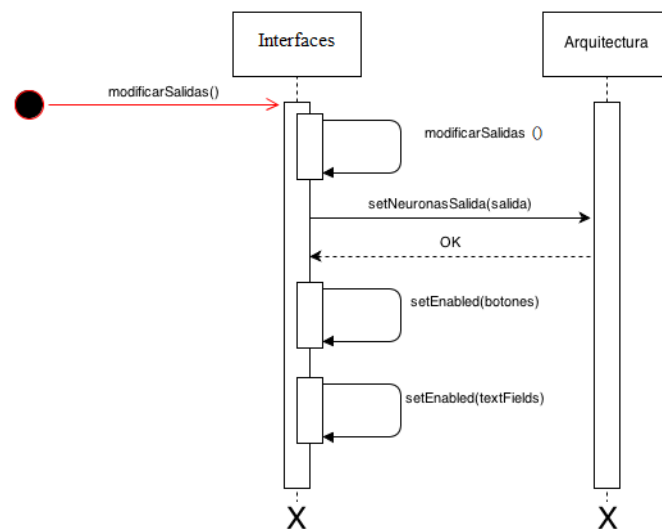 Interfaces
Arquitectura
modificarSalidas()
modificarSalidas ()
setNeuronasSalida(salida)
OK
setEnabled(botones)
setEnabled(textFields)
X
X